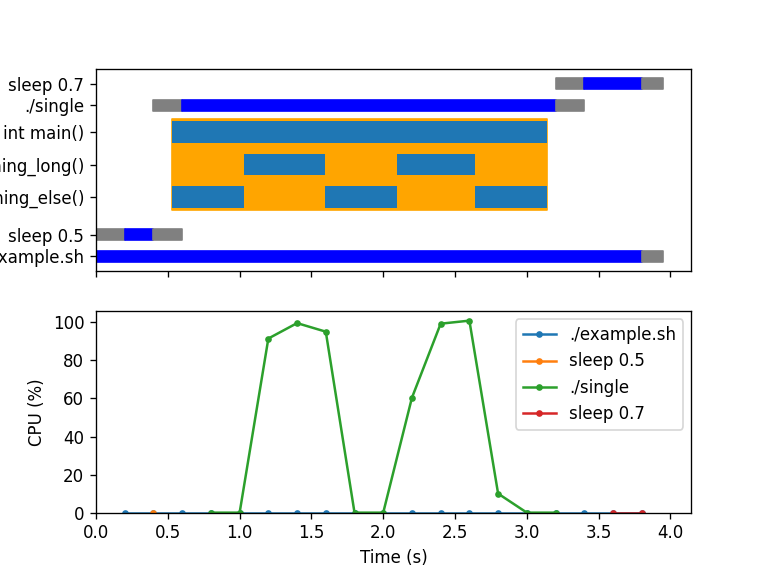 sleep 0.7
./single
int main()
ning_long()
ning_else()
sleep 0.5
xample.sh
100
80
60
40
20
0
CPU (%)
./example.sh
sleep 0.5
./single
sleep 0.7
0.0 0.5 1.0 1.5 2.0 2.5 3.0 3.5 4.0
Time (s)